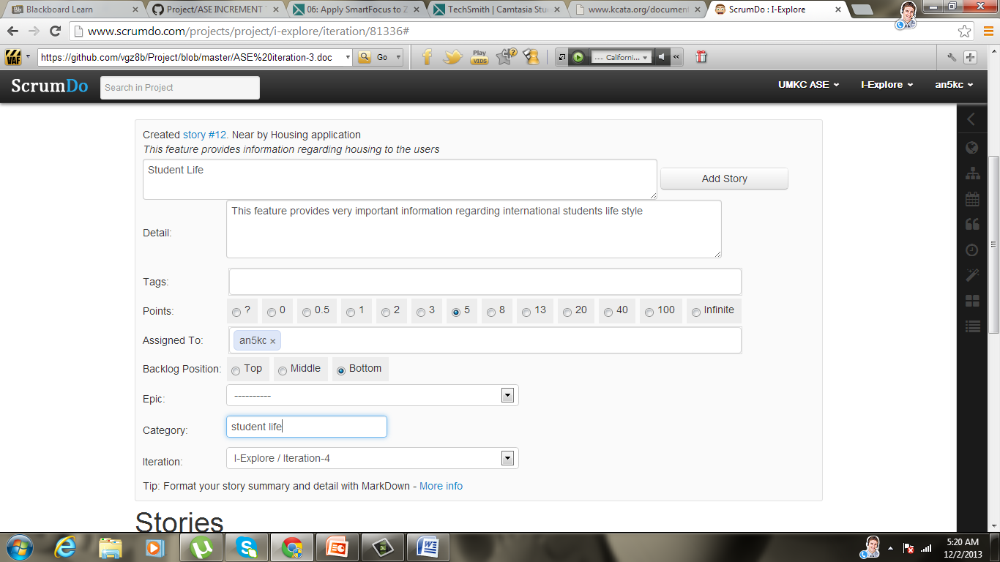 Blackboard Learn
Project/ASE INCREMENT
06: Apply SmartFocus to Z
TechSmith | Camtasia Stu
www.kcata.org/document
ScrumDo : I-Explore
www.scrumdo.com/projects/project/i-explore/iteration/81336#
VAF
https://github.com/vgz8b/Project/blob/master/ASE%20iteration-3.doc
Go
Play
VIDS
..... Californi...
ScrumDo
Search in Project
UMKC ASE
I-Explore
an5kc
Created story #12. Near by Housing application
This feature provides information regarding housing to the users
Student Life
Add Story
Detail:
This feature provides very important information regarding international students life style
Tags:
Points:
? 0 0.5 1 2 3 5 8 13 20 40 100 Infinite
Assigned To:
an5kc ×
Backlog Position:
Top Middle Bottom
Epic:
----------
Category:
student life
Iteration:
I-Explore / Iteration-4
Tip: Format your story summary and detail with MarkDown - More info
Stories
5:20 AM
12/2/2013